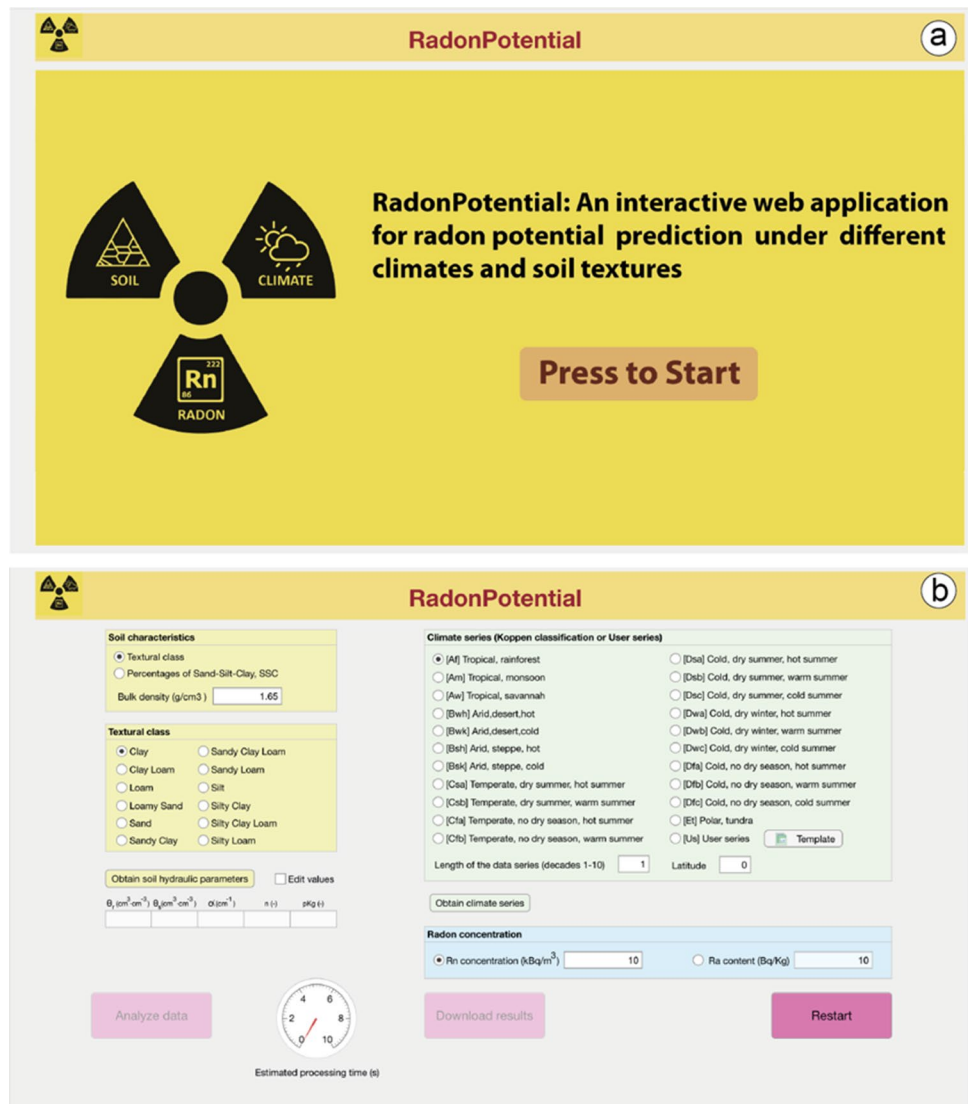 RadonPotential
a
RadonPotential: An interactive web application
for radon potential prediction under different
climates and soil textures
SOIL
CLIMATE
222
Rn
86
RADON
Press to Start
RadonPotential
b
Soil characteristics
Textural class
Percentages of Sand-Silt-Clay, SSC
Bulk density (g/cm3 ) 1.65
Textural class
Clay Sandy Clay Loam
Clay Loam Sandy Loam
Loam Silt
Loamy Sand Silty Clay
Sand Silty Clay Loam
Sandy Clay Silty Loam
Obtain soil hydraulic parameters Edit values
θr (cm³·cm⁻³) θs(cm³·cm⁻³) α(cm⁻¹) n (-) pKg (-)
Climate series (Koppen classification or User series)
[Af] Tropical, rainforest [Dsa] Cold, dry summer, hot summer
[Am] Tropical, monsoon [Dsb] Cold, dry summer, warm summer
[Aw] Tropical, savannah [Dsc] Cold, dry summer, cold summer
[Bwh] Arid,desert,hot [Dwa] Cold, dry winter, hot summer
[Bwk] Arid,desert,cold [Dwb] Cold, dry winter, warm summer
[Bsh] Arid, steppe, hot [Dwc] Cold, dry winter, cold summer
[Bsk] Arid, steppe, cold [Dfa] Cold, no dry season, hot summer
[Csa] Temperate, dry summer, hot summer [Dfb] Cold, no dry season, warm summer
[Csb] Temperate, dry summer, warm summer [Dfc] Cold, no dry season, cold summer
[Cfa] Temperate, no dry season, hot summer [Et] Polar, tundra
[Cfb] Temperate, no dry season, warm summer [Us] User series Template
Length of the data series (decades 1-10) 1 Latitude 0
Obtain climate series
Radon concentration
Rn concentration (kBq/m³) 10 Ra content (Bq/Kg) 10
Analyze data
4 6
2 8
0 10
Estimated processing time (s)
Download results
Restart